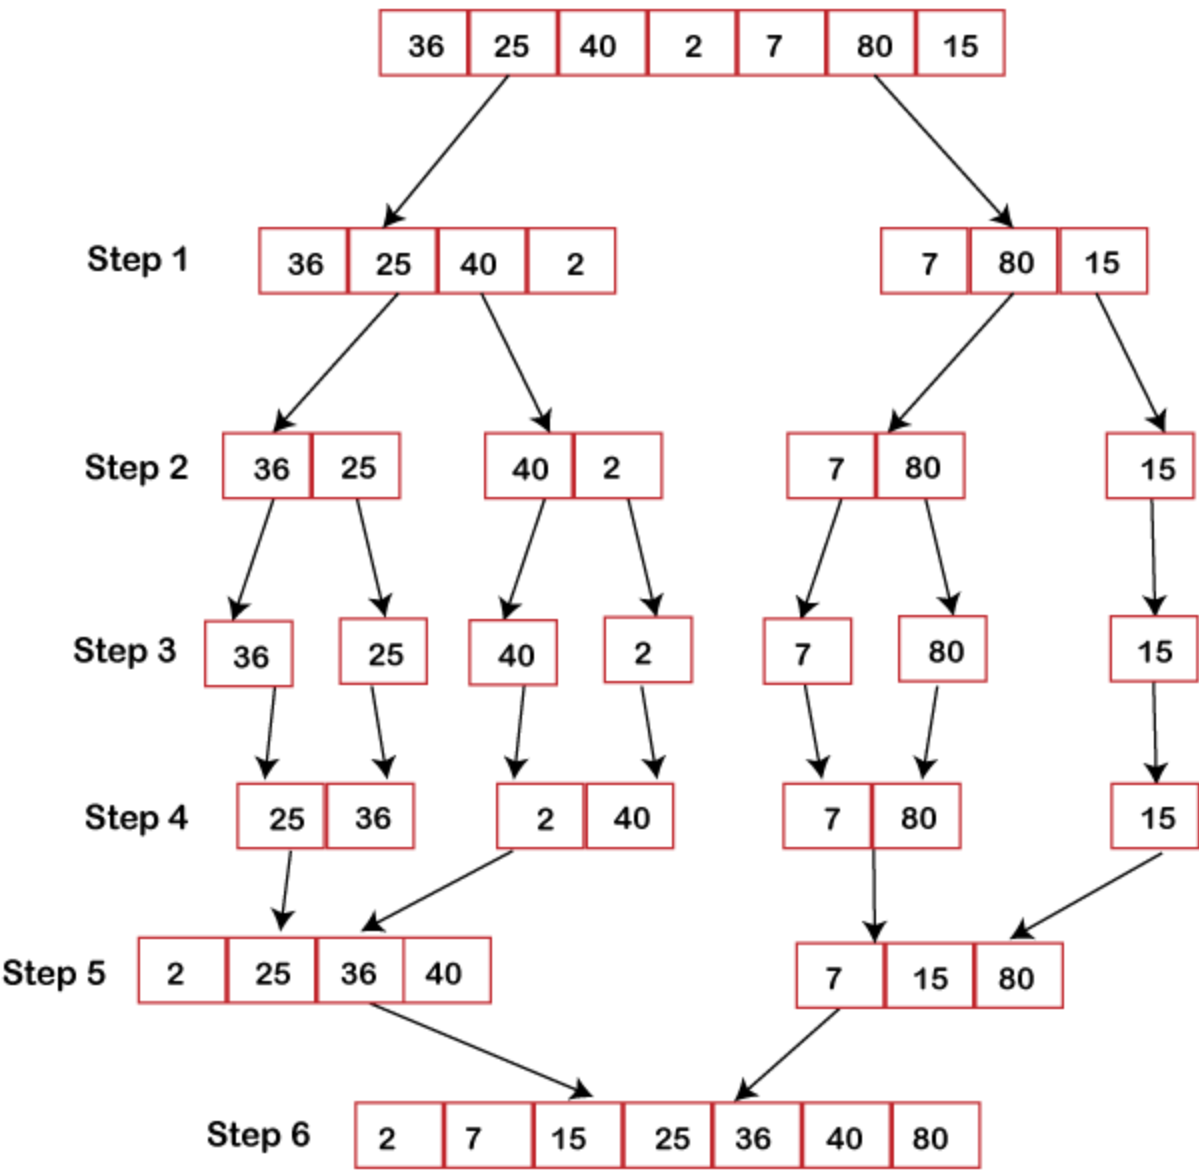 36 25 40 2 7 80 15
Step 1 36 25 40 2 7 80 15
Step 2 36 25 40 2 7 80 15
Step 3 36 25 40 2 7 80 15
Step 4 25 36 2 40 7 80 15
Step 5 2 25 36 40 7 15 80
Step 6 2 7 15 25 36 40 80